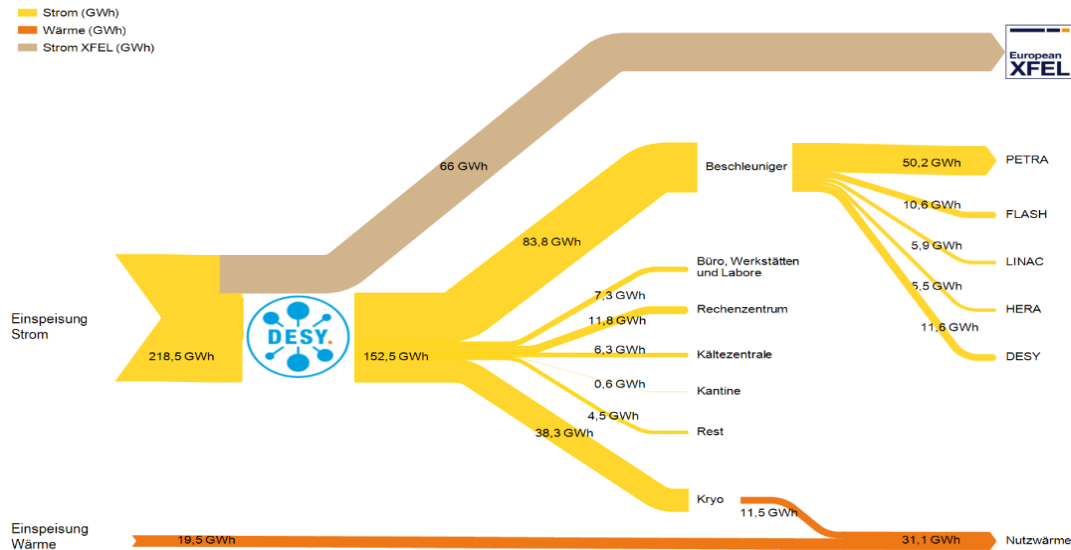 Strom (GWh)
Wärme (GWh)
Strom XFEL (GWh)
European
XFEL
66 GWh
Beschleuniger
50,2 GWh
PETRA
10,6 GWh
FLASH
83,8 GWh
5,9 GWh
LINAC
Büro, Werkstätten
und Labore
7,3 GWh
5,5 GWh
HERA
Rechenzentrum
11,8 GWh
11,6 GWh
Einspeisung
Strom
DESY.
218,5 GWh
152,5 GWh
6,3 GWh
Kältezentrale
DESY
0,6 GWh
Kantine
4,5 GWh
Rest
38,3 GWh
Kryo
11,5 GWh
Einspeisung
Wärme
19,5 GWh
31,1 GWh
Nutzwärme